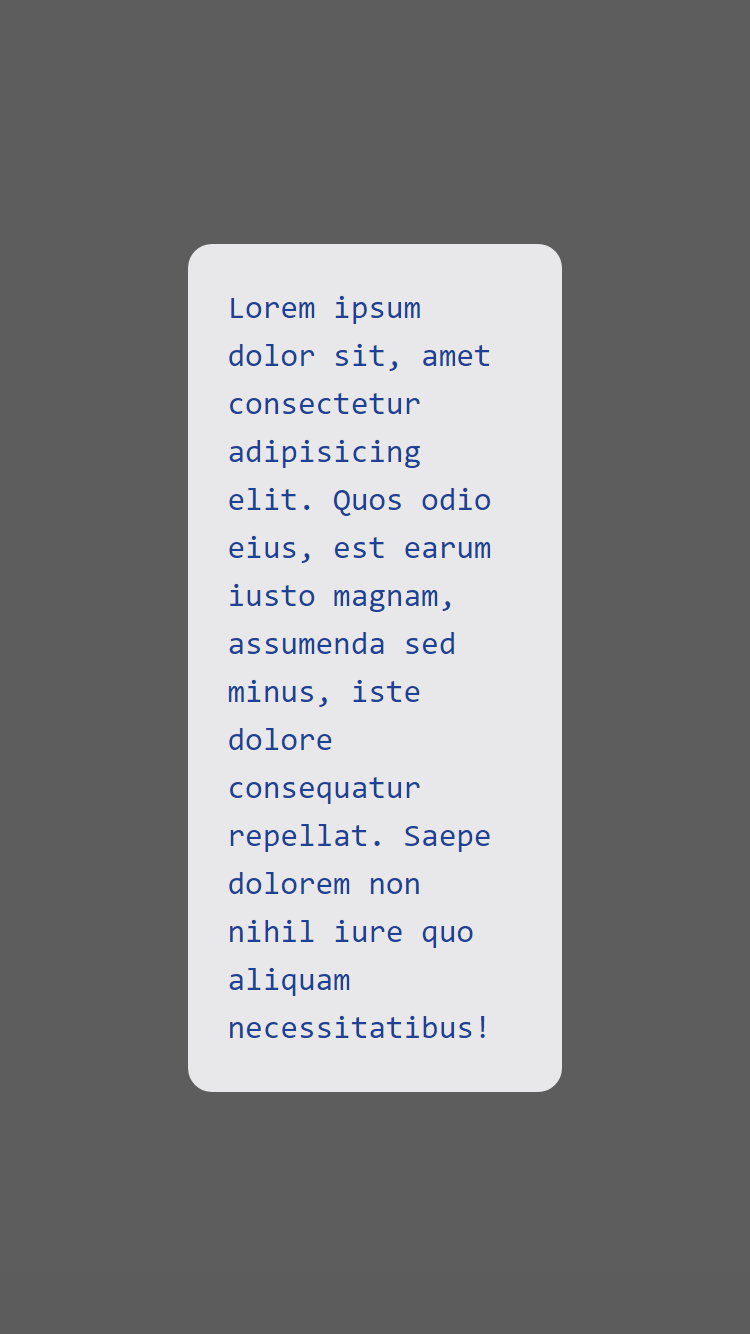 Lorem ipsum
dolor sit, amet
consectetur
adipisicing
elit. Quos odio
eius, est earum
iusto magnam,
assumenda sed
minus, iste
dolore
consequatur
repellat. Saepe
dolorem non
nihil iure quo
aliquam
necessitatibus!